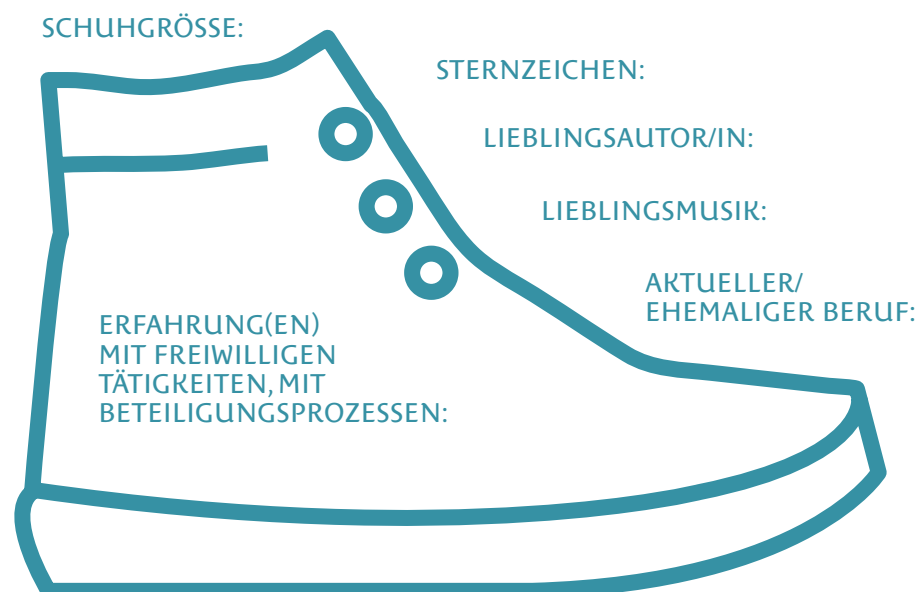 SCHUHGRÖSSE:
STERNZEICHEN:
LIEBLINGSAUTOR/IN:
LIEBLINGSMUSIK:
AKTUELLER/
EHEMALIGER BERUF:
ERFAHRUNG(EN)
MIT FREIWILLIGEN
TÄTIGKEITEN, MIT
BETEILIGUNGSPROZESSEN: